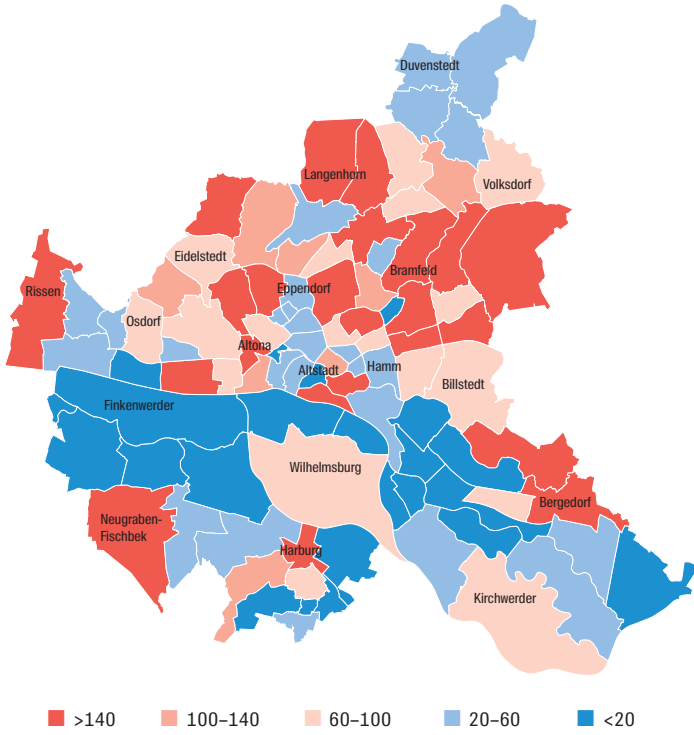 Duvenstedt
Langenhorn
Volksdorf
Eidelstedt
Bramfeld
Rissen
Eppendorf
Osdorf
Altona
Altstadt
Hamm
Billstedt
Finkenwerder
Wilhelmsburg
Bergedorf
Neugraben-
Fischbek
Harburg
Kirchwerder
>140
100–140
60–100
20–60
<20